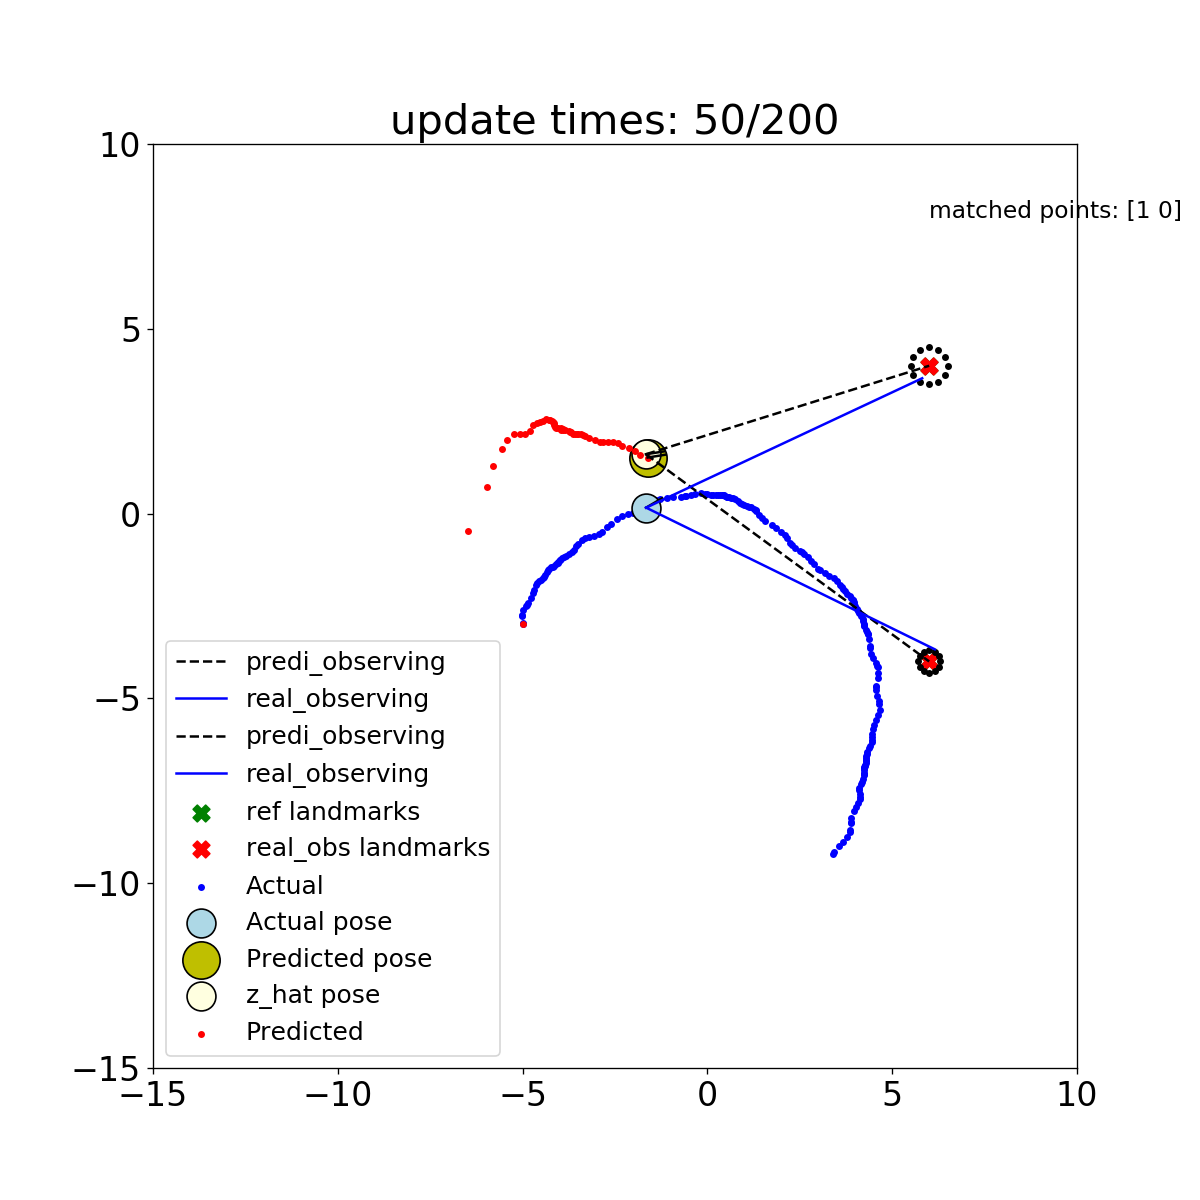 update times: 50/200
10
matched points: [1 0]
5
0
−5
−10
−15
predi_observing
real_observing
predi_observing
real_observing
ref landmarks
real_obs landmarks
Actual
Actual pose
Predicted pose
z_hat pose
Predicted
−15 −10 −5 0 5 10